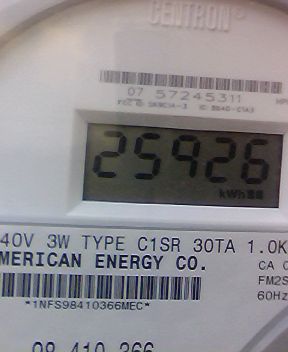 CENTRON®
07 57245311
25926
kWh
40V 3W TYPE C1SR 30TA 1.0K
MERICAN ENERGY CO.
CA
FM2S
60Hz
*1NFS98410366MEC*
98 410 366